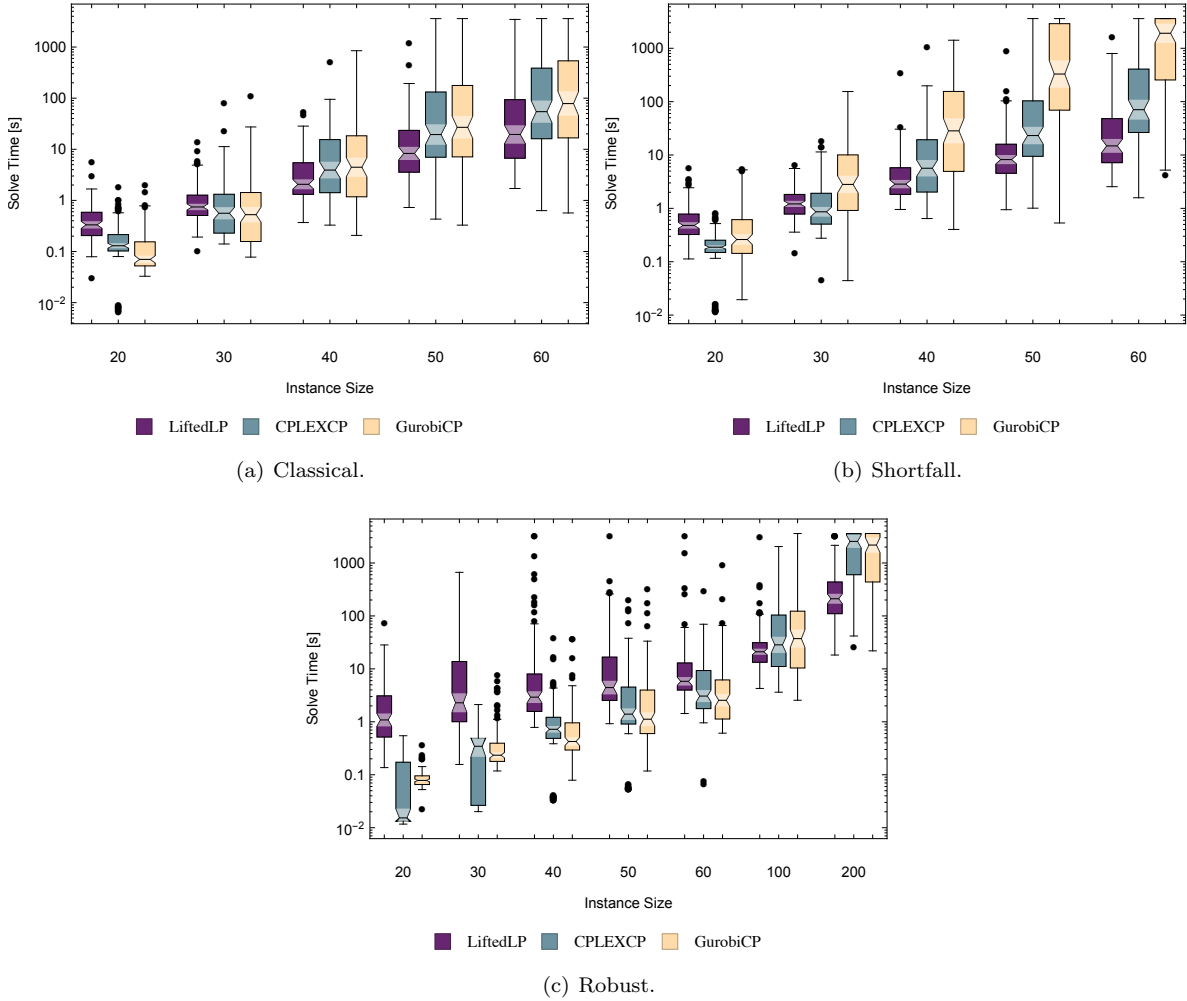 Solve Time [s]
1000
100
10
1
0.1
10⁻²
20 30 40 50 60
Instance Size
LiftedLP CPLEXCP GurobiCP
(a) Classical.
Solve Time [s]
1000
100
10
1
0.1
10⁻²
20 30 40 50 60
Instance Size
LiftedLP CPLEXCP GurobiCP
(b) Shortfall.
Solve Time [s]
1000
100
10
1
0.1
10⁻²
20 30 40 50 60 100 200
Instance Size
LiftedLP CPLEXCP GurobiCP
(c) Robust.